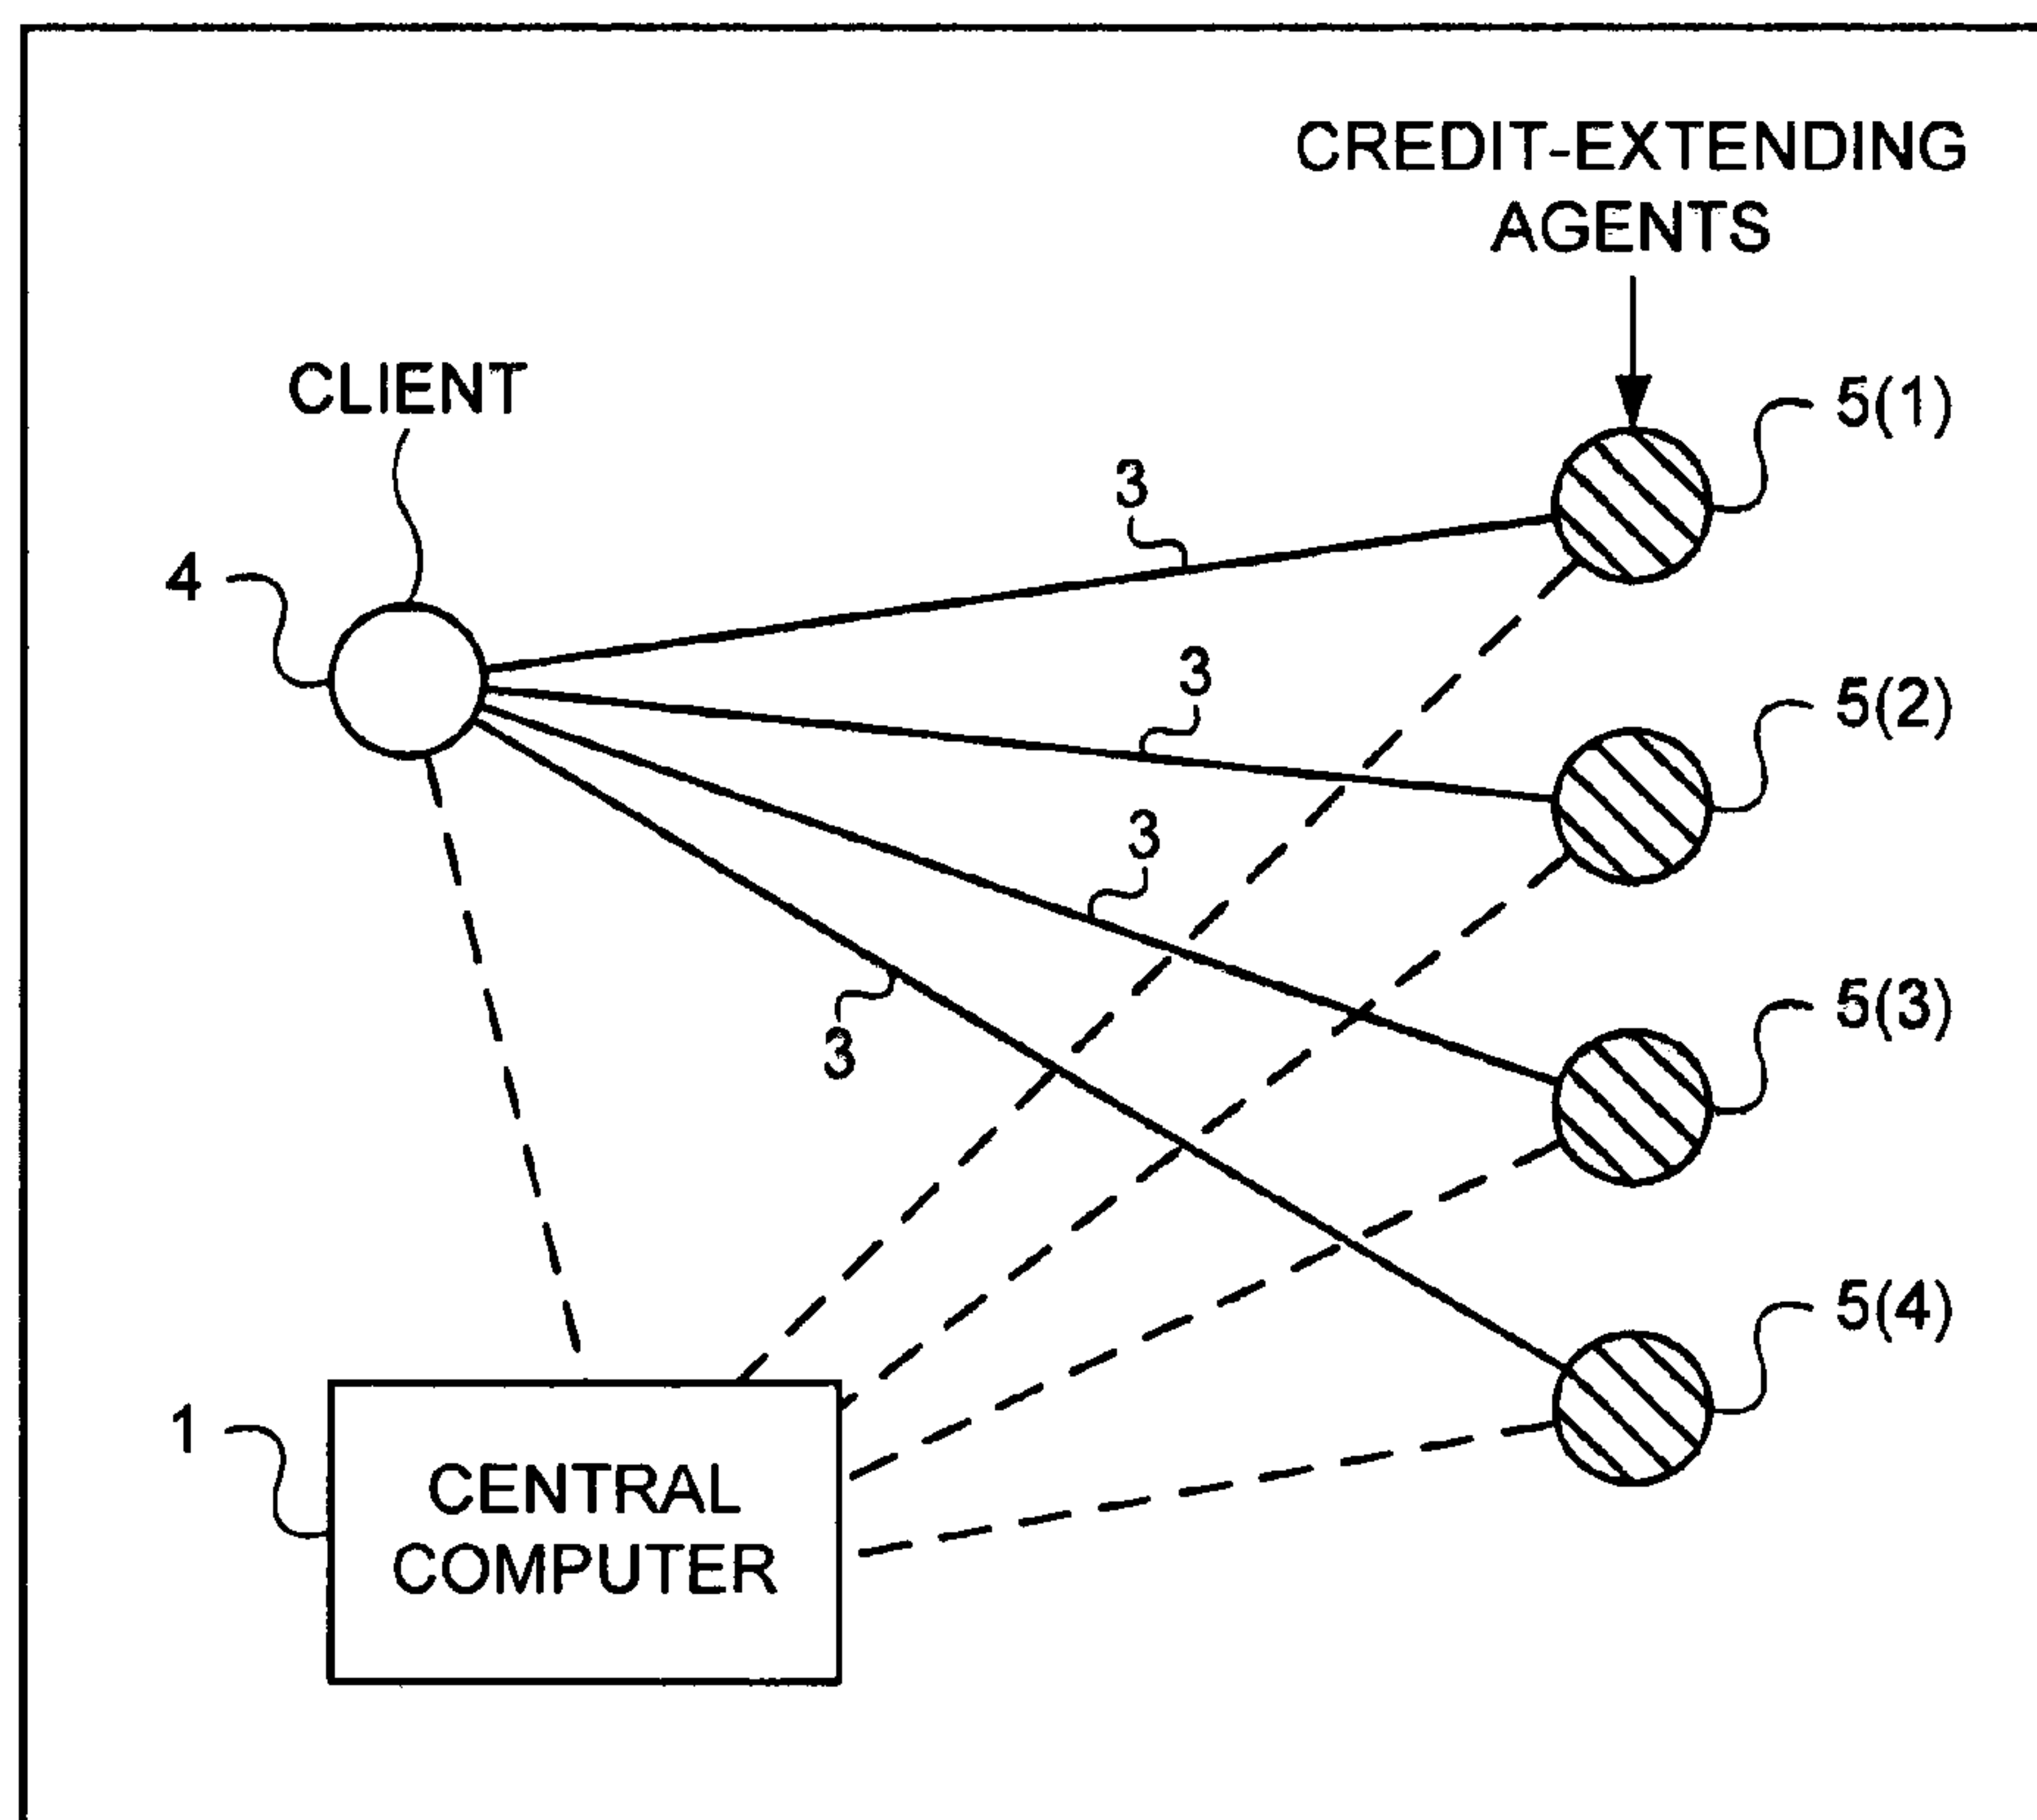 CREDIT-EXTENDING
AGENTS
CLIENT
5(1)
3
4
3
5(2)
3
5(3)
3
5(4)
1
CENTRAL
COMPUTER